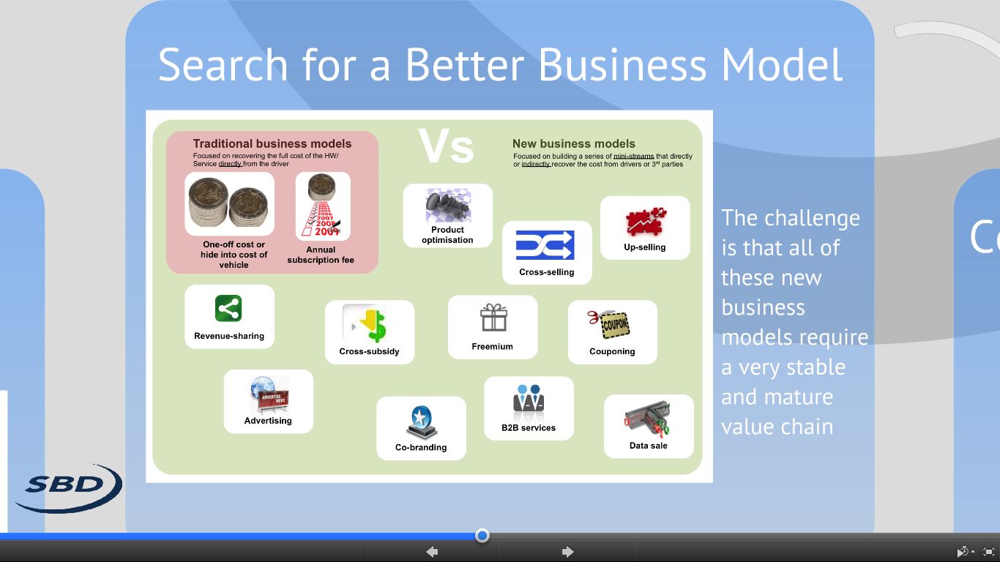 Search for a Better Business Model
Traditional business models
Focused on recovering the full cost of the HW/
Service directly from the driver
One-off cost or
hide into cost of
vehicle
2006
2007
2008
2009
Annual
subscription fee
Vs
New business models
Focused on building a series of mini-streams that directly
or indirectly recover the cost from drivers or 3rd parties
Product
optimisation
Cross-selling
Up-selling
Revenue-sharing
Cross-subsidy
Freemium
COUPON
Couponing
ADVERTISE
HERE
Advertising
Co-branding
B2B services
Data sale
The challenge
is that all of
these new
business
models require
a very stable
and mature
value chain
SBD